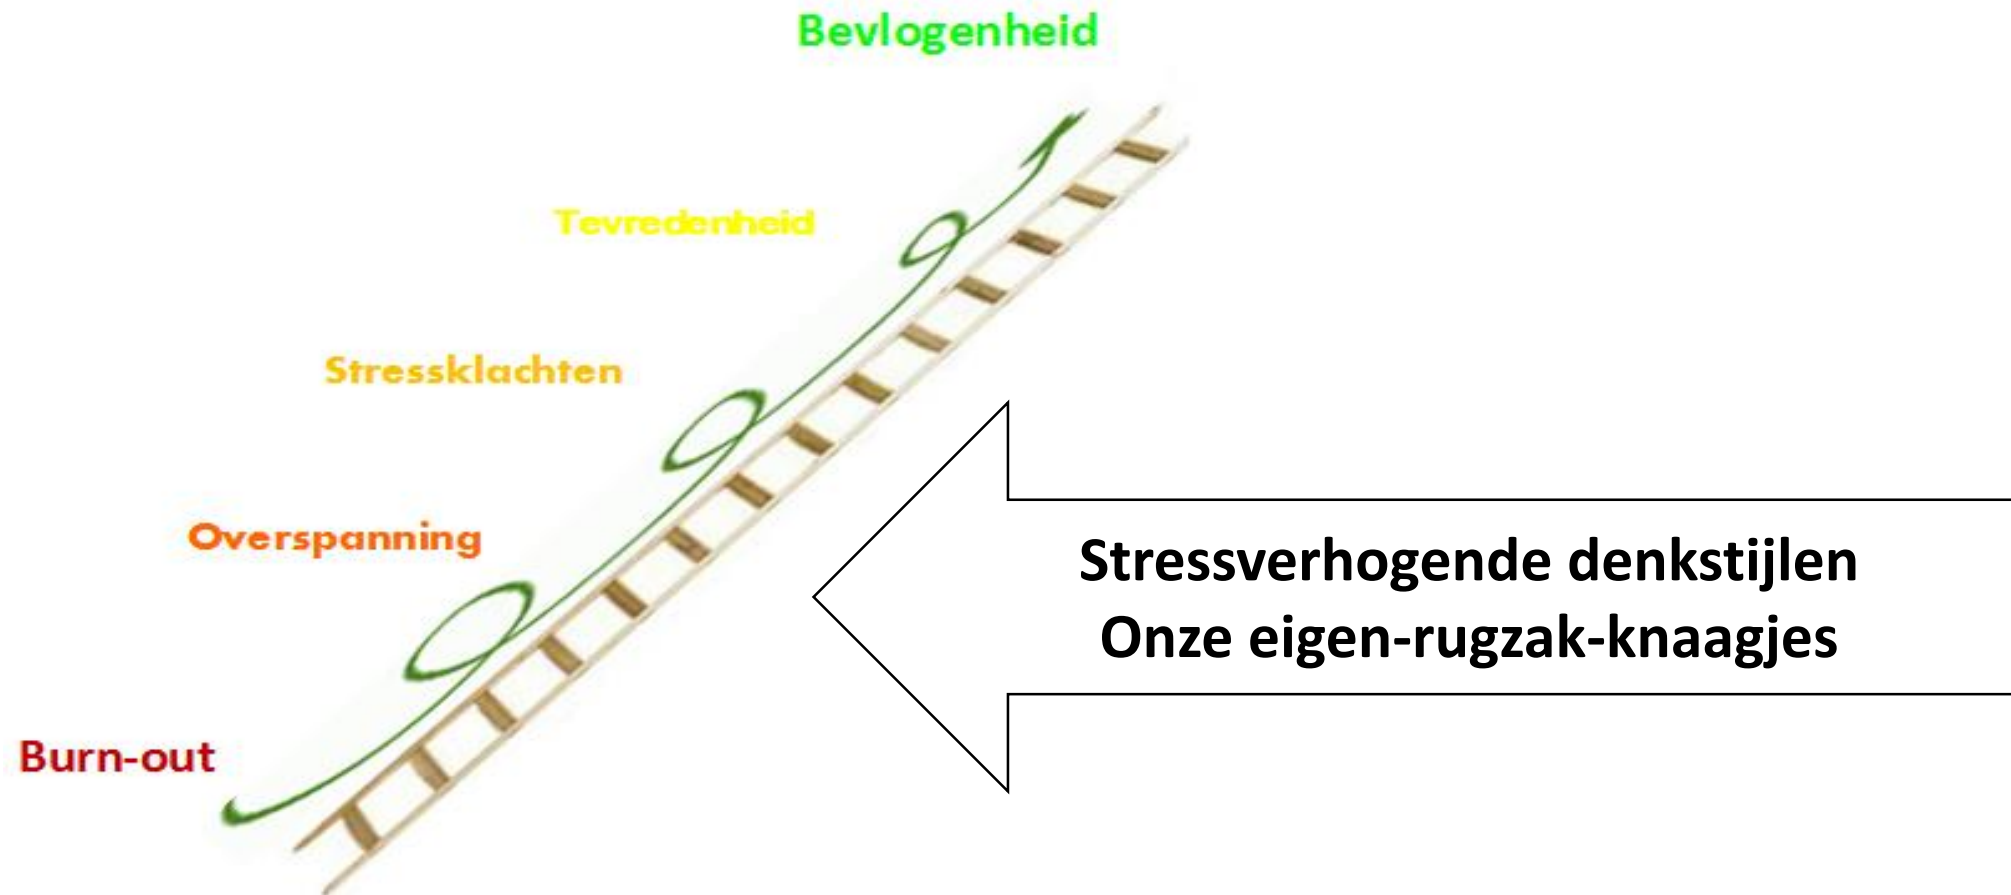 Bevlogenheid
Tevredenheid
Stressklachten
Overspanning
Burn-out
Stressverhogende denkstijlen
Onze eigen-rugzak-knaagjes